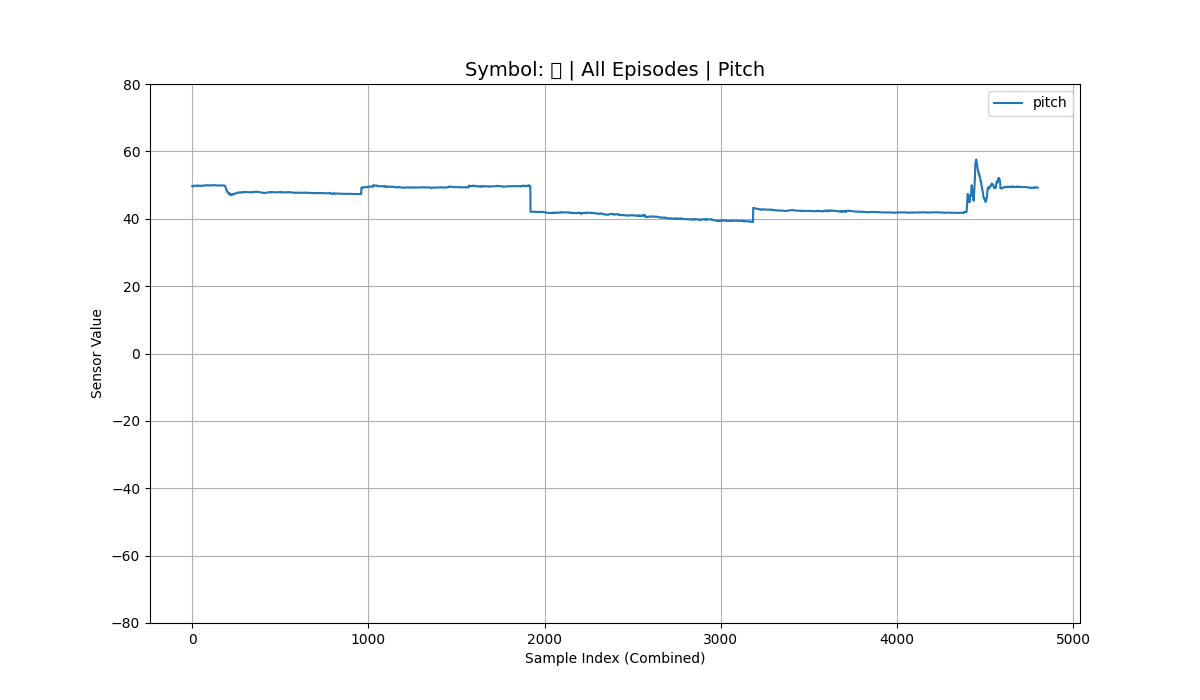 Symbol: ▯ | All Episodes | Pitch
pitch
80
60
40
20
0
−20
−40
−60
−80
Sensor Value
0 1000 2000 3000 4000 5000
Sample Index (Combined)